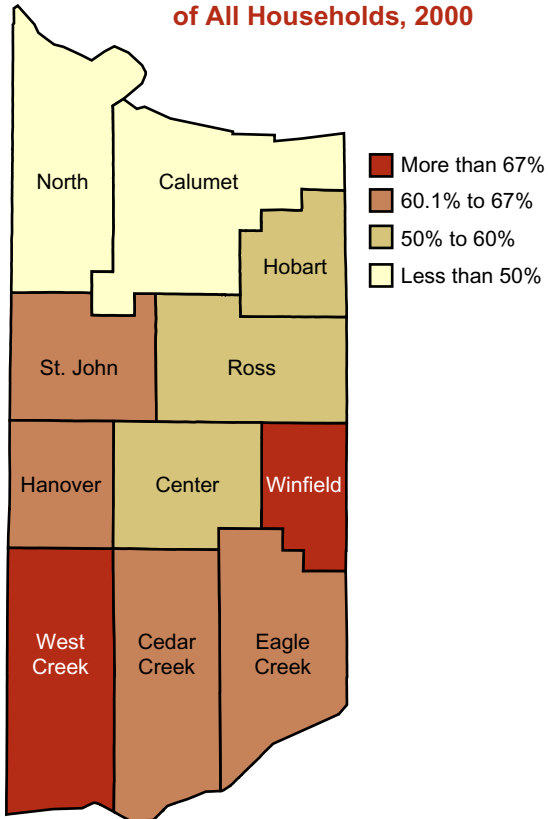 of All Households, 2000
More than 67%
60.1% to 67%
50% to 60%
Less than 50%
North
Calumet
Hobart
St. John
Ross
Hanover
Center
Winfield
West
Creek
Cedar
Creek
Eagle
Creek